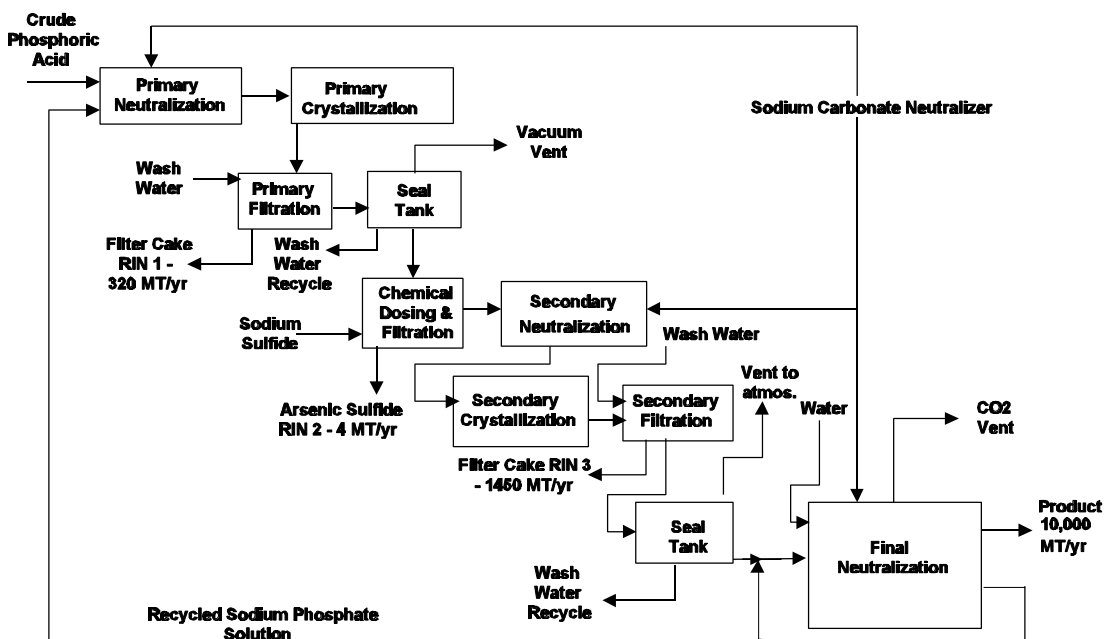 Crude
Phosphoric
Acid
Primary
Neutralization
Primary
Crystallization
Sodium Carbonate Neutralizer
Vacuum
Vent
Wash
Water
Primary
Filtration
Seal
Tank
Filter Cake
RIN 1 -
320 MT/yr
Wash
Water
Recycle
Chemical
Dosing &
Filtration
Secondary
Neutralization
Sodium
Sulfide
Wash Water
Vent to
atmos.
Arsenic Sulfide
RIN 2 - 4 MT/yr
Secondary
Crystallization
Secondary
Filtration
Water
CO2
Vent
Filter Cake RIN 3
- 1450 MT/yr
Seal
Tank
Final
Neutralization
Product
10,000
MT/yr
Wash
Water
Recycle
Recycled Sodium Phosphate
Solution